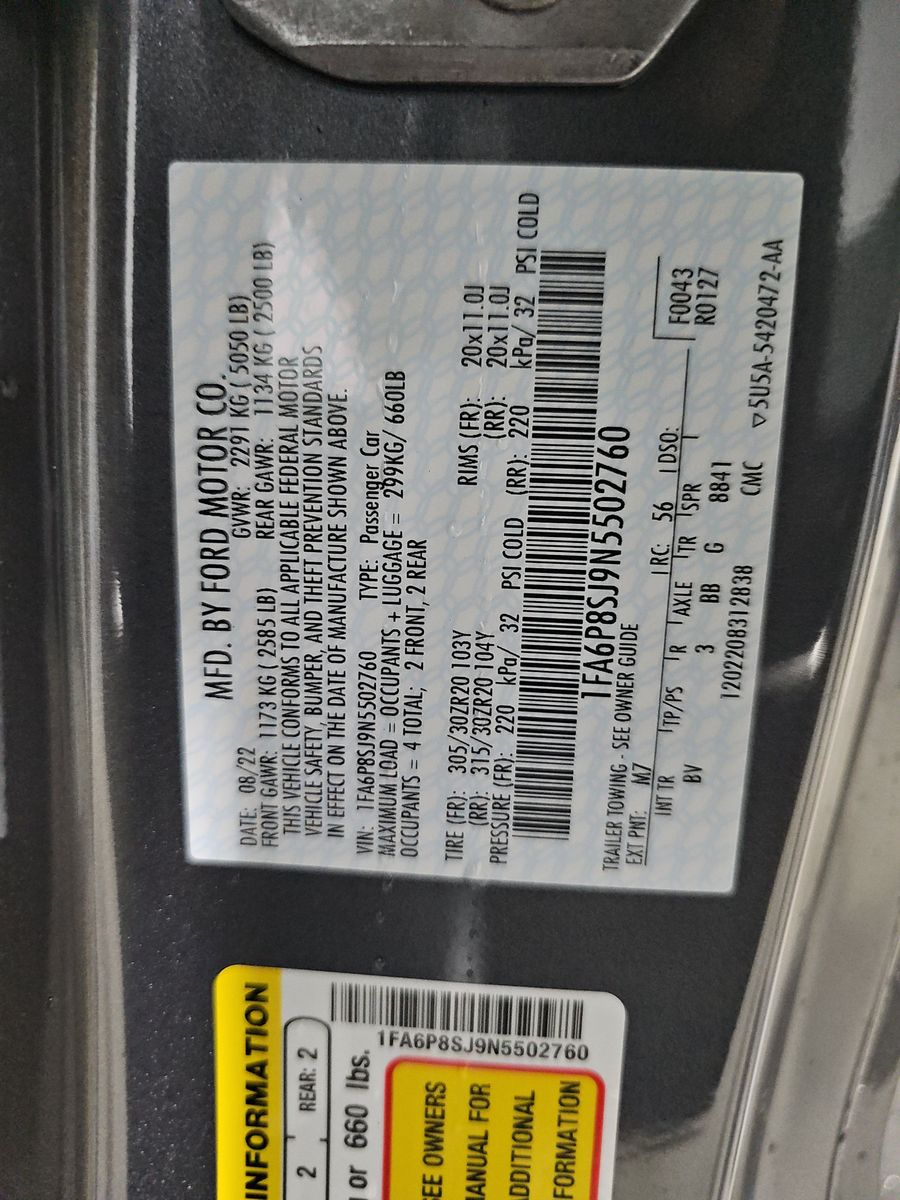 MFD. BY FORD MOTOR CO.
DATE: 08/22 GVWR: 2291 KG ( 5050 LB)
FRONT GAWR: 1173 KG ( 2585 LB) REAR GAWR: 1134 KG ( 2500 LB)
THIS VEHICLE CONFORMS TO ALL APPLICABLE FEDERAL MOTOR
VEHICLE SAFETY, BUMPER, AND THEFT PREVENTION STANDARDS
IN EFFECT ON THE DATE OF MANUFACTURE SHOWN ABOVE.
VIN: 1FA6P8SJ9N5502760 TYPE: Passenger Car
MAXIMUM LOAD = OCCUPANTS + LUGGAGE = 299KG/ 660LB
OCCUPANTS = 4 TOTAL; 2 FRONT, 2 REAR
TIRE (FR): 305/30ZR20 103Y RIMS (FR): 20x11.0J
(RR): 315/30ZR20 104Y (RR): 20x11.0J
PRESSURE (FR): 220 kPa/ 32 PSI COLD (RR): 220 kPa/ 32 PSI COLD
1FA6P8SJ9N5502760
TRAILER TOWING - SEE OWNER GUIDE
EXT PNT: M7 RC: 56 DSO: F0043
INT TR TP/PS R AXLE TR SPR R0127
BV 3 BB G 8841
12022083​12838 CMC ▽5U5A-5420472-AA
INFORMATION
2 REAR: 2
or 660 lbs.
1FA6P8SJ9N5502760
SEE OWNERS
MANUAL FOR
ADDITIONAL
FORMATION